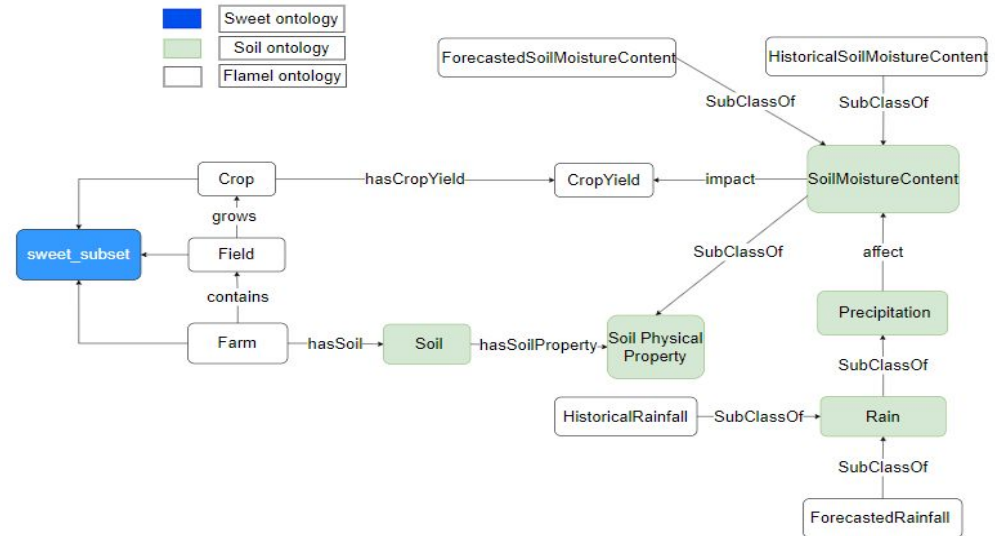 Sweet ontology
Soil ontology
Flamel ontology
ForecastedSoilMoistureContent
HistoricalSoilMoistureContent
SubClassOf
SubClassOf
Crop
hasCropYield
CropYield
impact
SoilMoistureContent
grows
sweet_subset
Field
SubClassOf
affect
contains
Precipitation
Farm
hasSoil
Soil
hasSoilProperty
Soil Physical
Property
SubClassOf
HistoricalRainfall
SubClassOf
Rain
SubClassOf
ForecastedRainfall